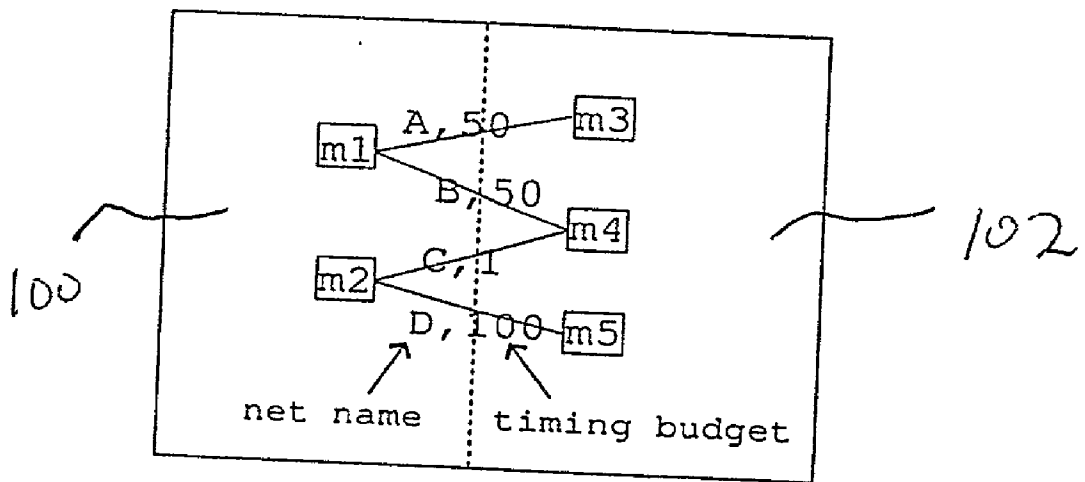 A, 50
m3
m1
B, 50
m4
102
C, 1
m2
100
D, 100
m5
net name
timing budget